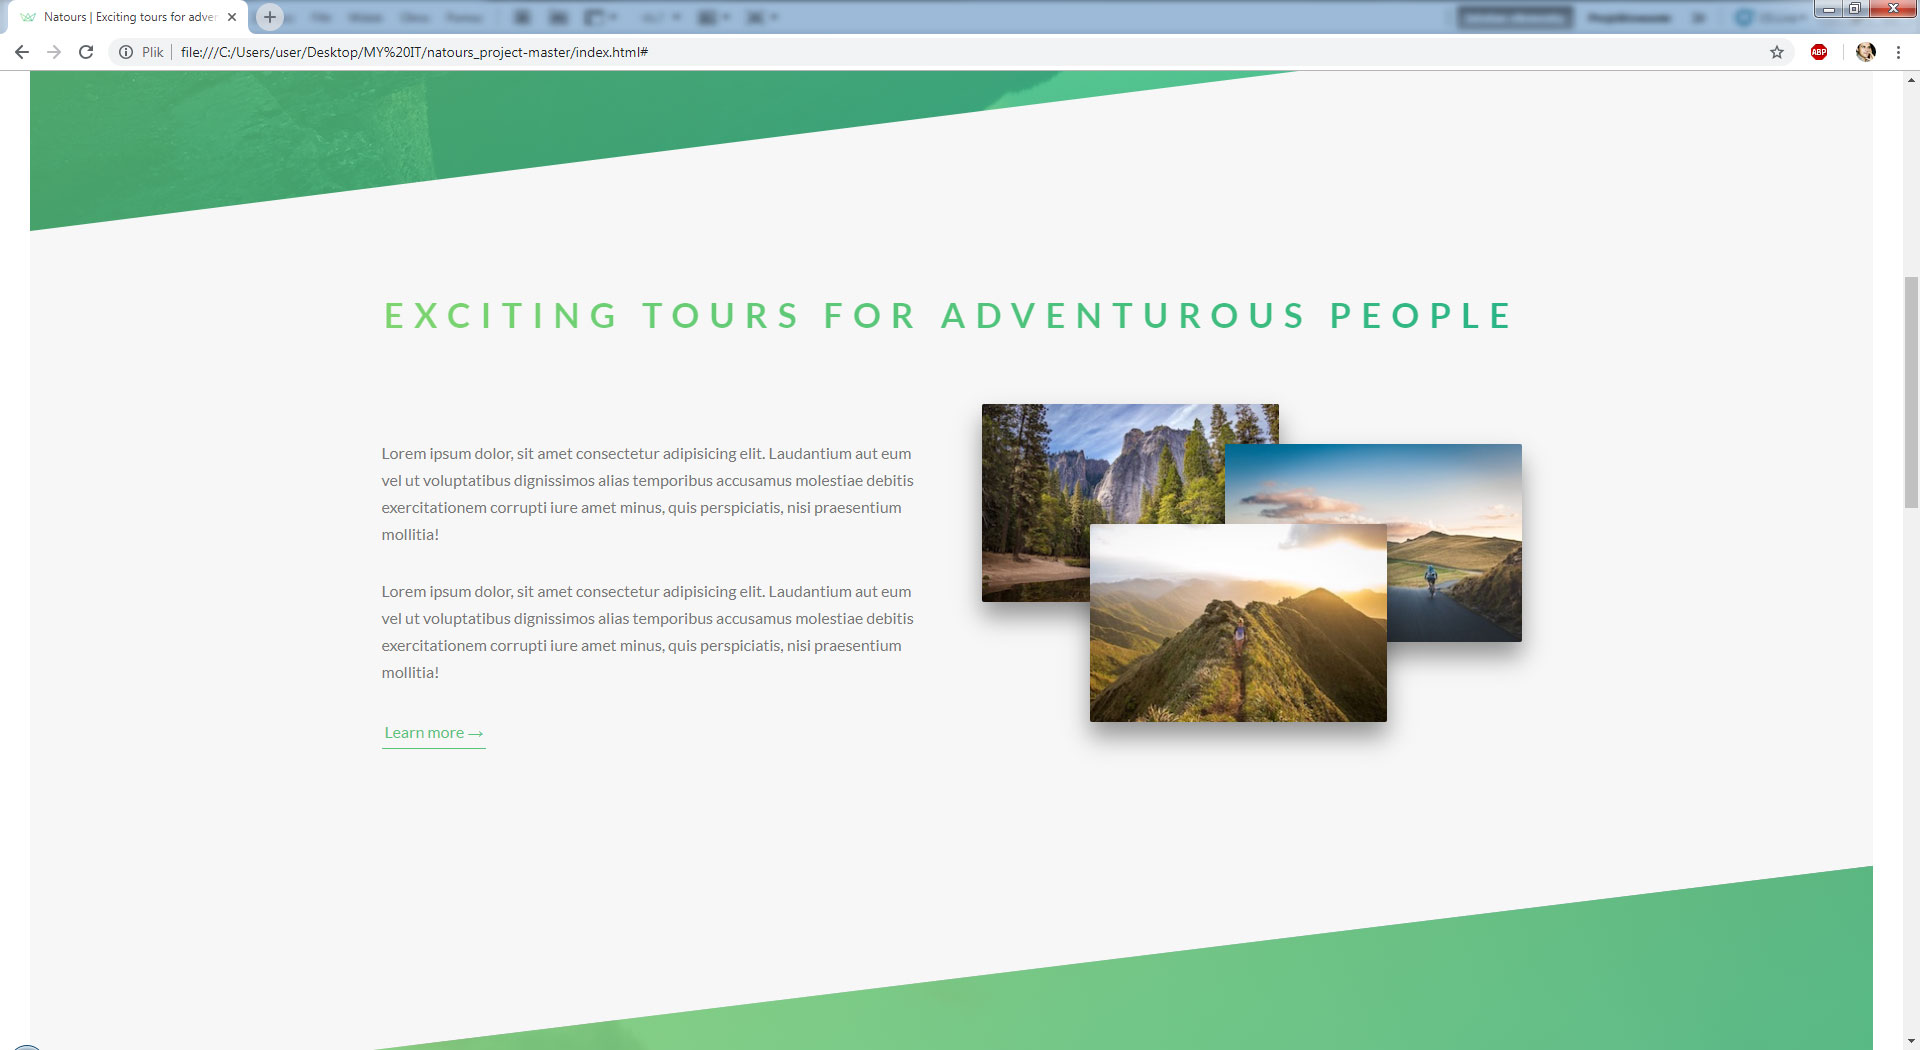 Natours | Exciting tours for adver
Plik
file:///C:/Users/user/Desktop/MY%20IT/natours_project-master/index.html#
ABP
EXCITING TOURS FOR ADVENTUROUS PEOPLE
Lorem ipsum dolor, sit amet consectetur adipisicing elit. Laudantium aut eum
vel ut voluptatibus dignissimos alias temporibus accusamus molestiae debitis
exercitationem corrupti iure amet minus, quis perspiciatis, nisi praesentium
mollitia!
Lorem ipsum dolor, sit amet consectetur adipisicing elit. Laudantium aut eum
vel ut voluptatibus dignissimos alias temporibus accusamus molestiae debitis
exercitationem corrupti iure amet minus, quis perspiciatis, nisi praesentium
mollitia!
Learn more →